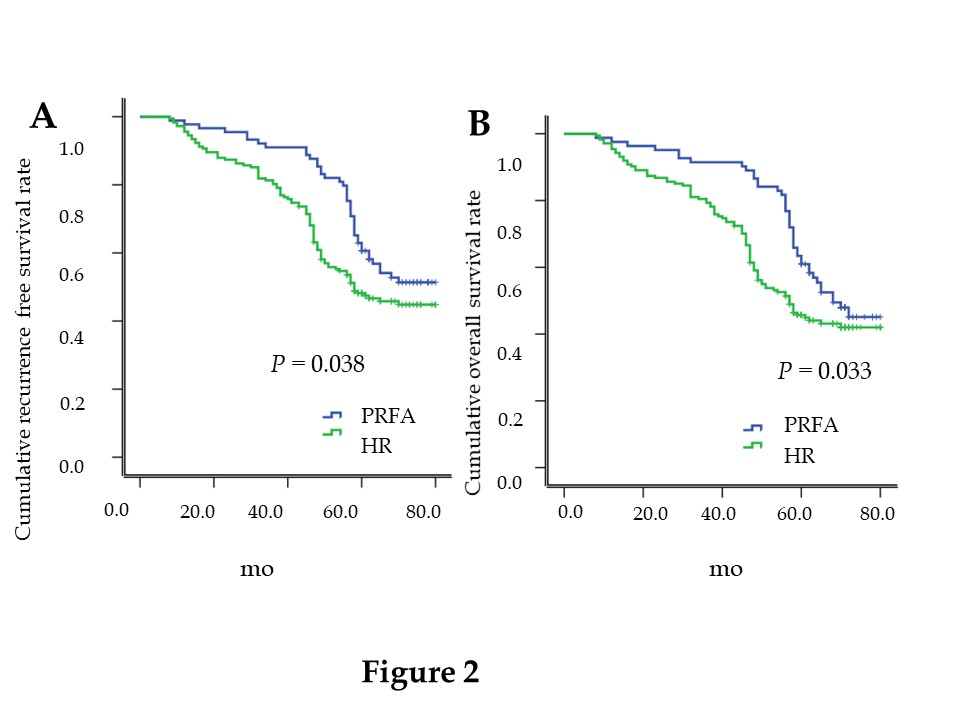 A
Cumulative recurrence free survival rate
1.0
0.8
0.6
0.4
0.2
0.0
P = 0.038
PRFA
HR
0.0 20.0 40.0 60.0 80.0
mo
B
Cumulative overall survival rate
1.0
0.8
0.6
0.4
0.2
0.0
P = 0.033
PRFA
HR
0.0 20.0 40.0 60.0 80.0
mo
Figure 2